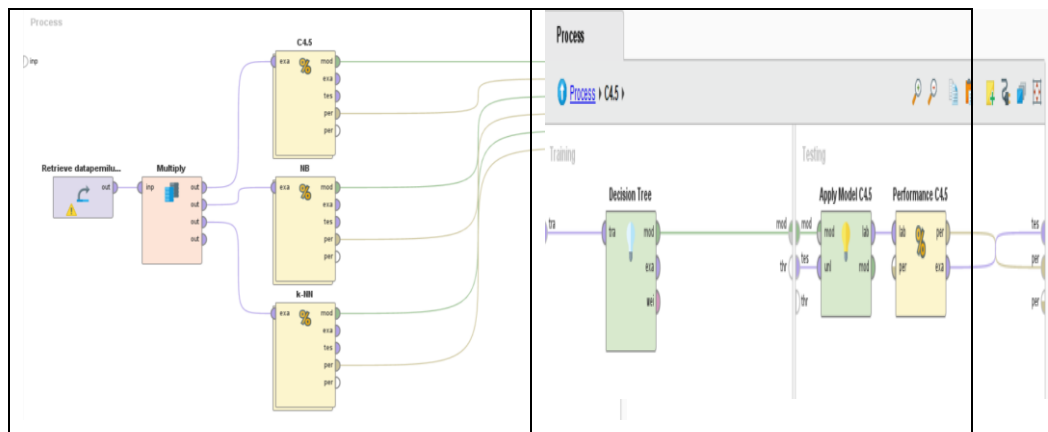 Process
inp
C4.5
exa mod
exa
tes
per
per
Retrieve datapemilu...
out
Multiply
inp out
out
out
out
NB
exa mod
exa
tes
per
per
k-NN
exa mod
exa
tes
per
per
Process
Process C4.5
Training
Testing
Decision Tree
tra
tra mod
exa
wei
mod
thr
mod
tes
thr
Apply Model C4.5
mod lab
unl mod
Performance C4.5
lab per
per exa
tes
per
per